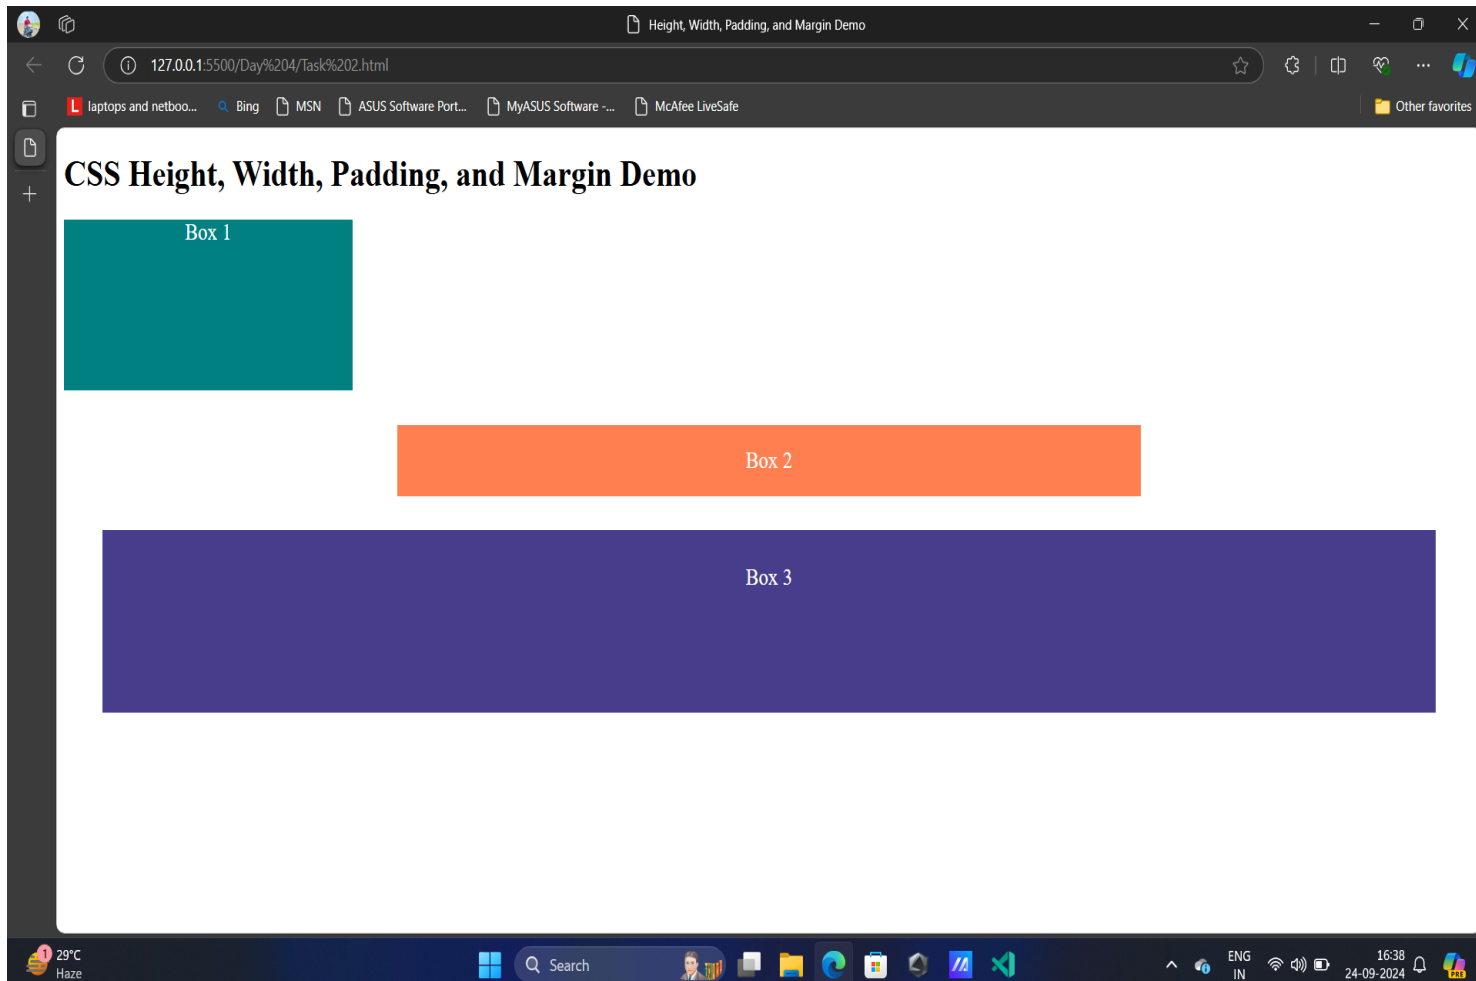 Height, Width, Padding, and Margin Demo
127.0.0.1:5500/Day%204/Task%202.html
L laptops and netboo... Bing MSN ASUS Software Port... MyASUS Software -... McAfee LiveSafe Other favorites
CSS Height, Width, Padding, and Margin Demo
Box 1
Box 2
Box 3
1 29°C
Haze
Search
ENG
IN
16:38
24-09-2024
PRE